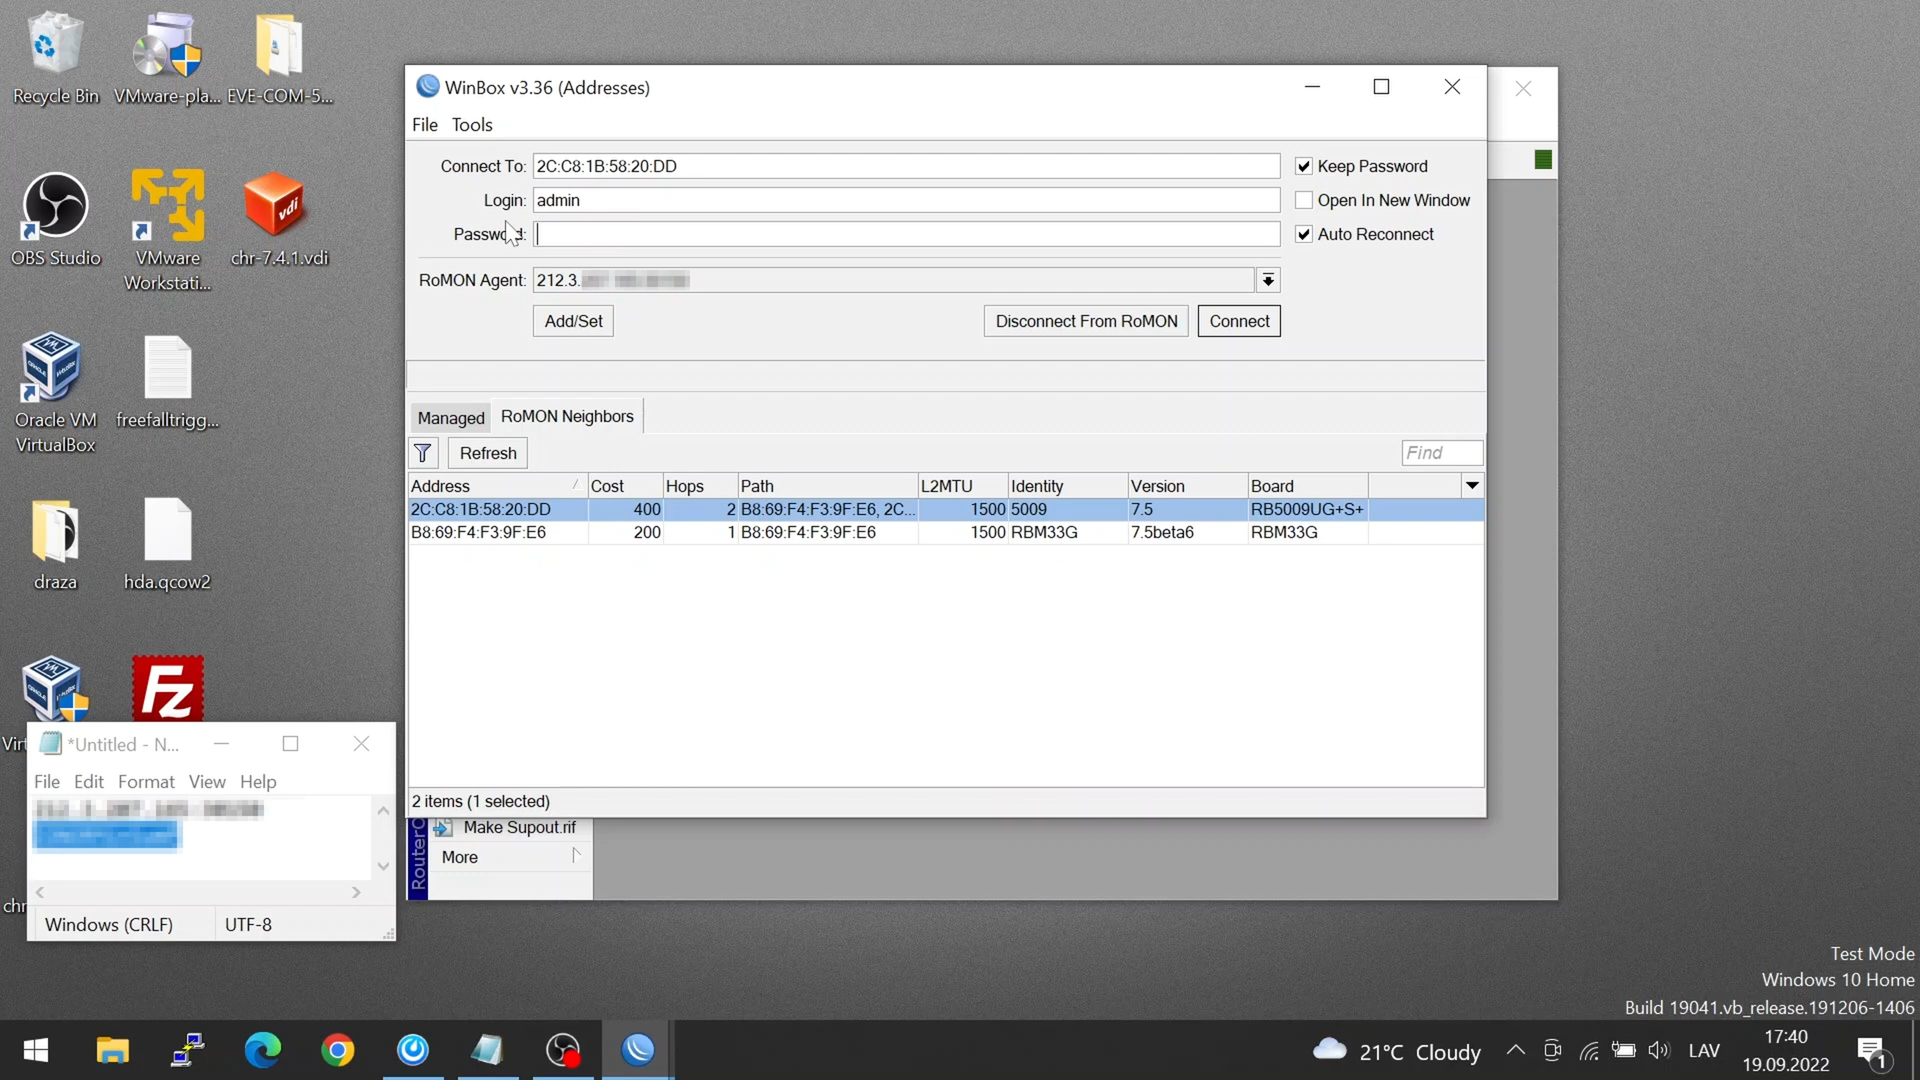 Recycle Bin
VMware-pla...
EVE-COM-5...
OBS Studio
VMware
Workstati...
chr-7.4.1.vdi
vdi
Oracle VM
VirtualBox
freefalltrigg...
draza
hda.qcow2
Fz
Virt
chr
WinBox v3.36 (Addresses)
File Tools
Connect To: 2C:C8:1B:58:20:DD
Keep Password
Login: admin
Open In New Window
Password:
Auto Reconnect
RoMON Agent: 212.3.
Add/Set
Disconnect From RoMON
Connect
Managed
RoMON Neighbors
Refresh
Find
Address Cost Hops Path L2MTU Identity Version Board
2C:C8:1B:58:20:DD 400 2 B8:69:F4:F3:9F:E6, 2C... 1500 5009 7.5 RB5009UG+S+
B8:69:F4:F3:9F:E6 200 1 B8:69:F4:F3:9F:E6 1500 RBM33G 7.5beta6 RBM33G
2 items (1 selected)
Make Supout.rif
More
RouterO
*Untitled - N...
File Edit Format View Help
Windows (CRLF)
UTF-8
Test Mode
Windows 10 Home
Build 19041.vb_release.191206-1406
21°C Cloudy
LAV
17:40
19.09.2022
1